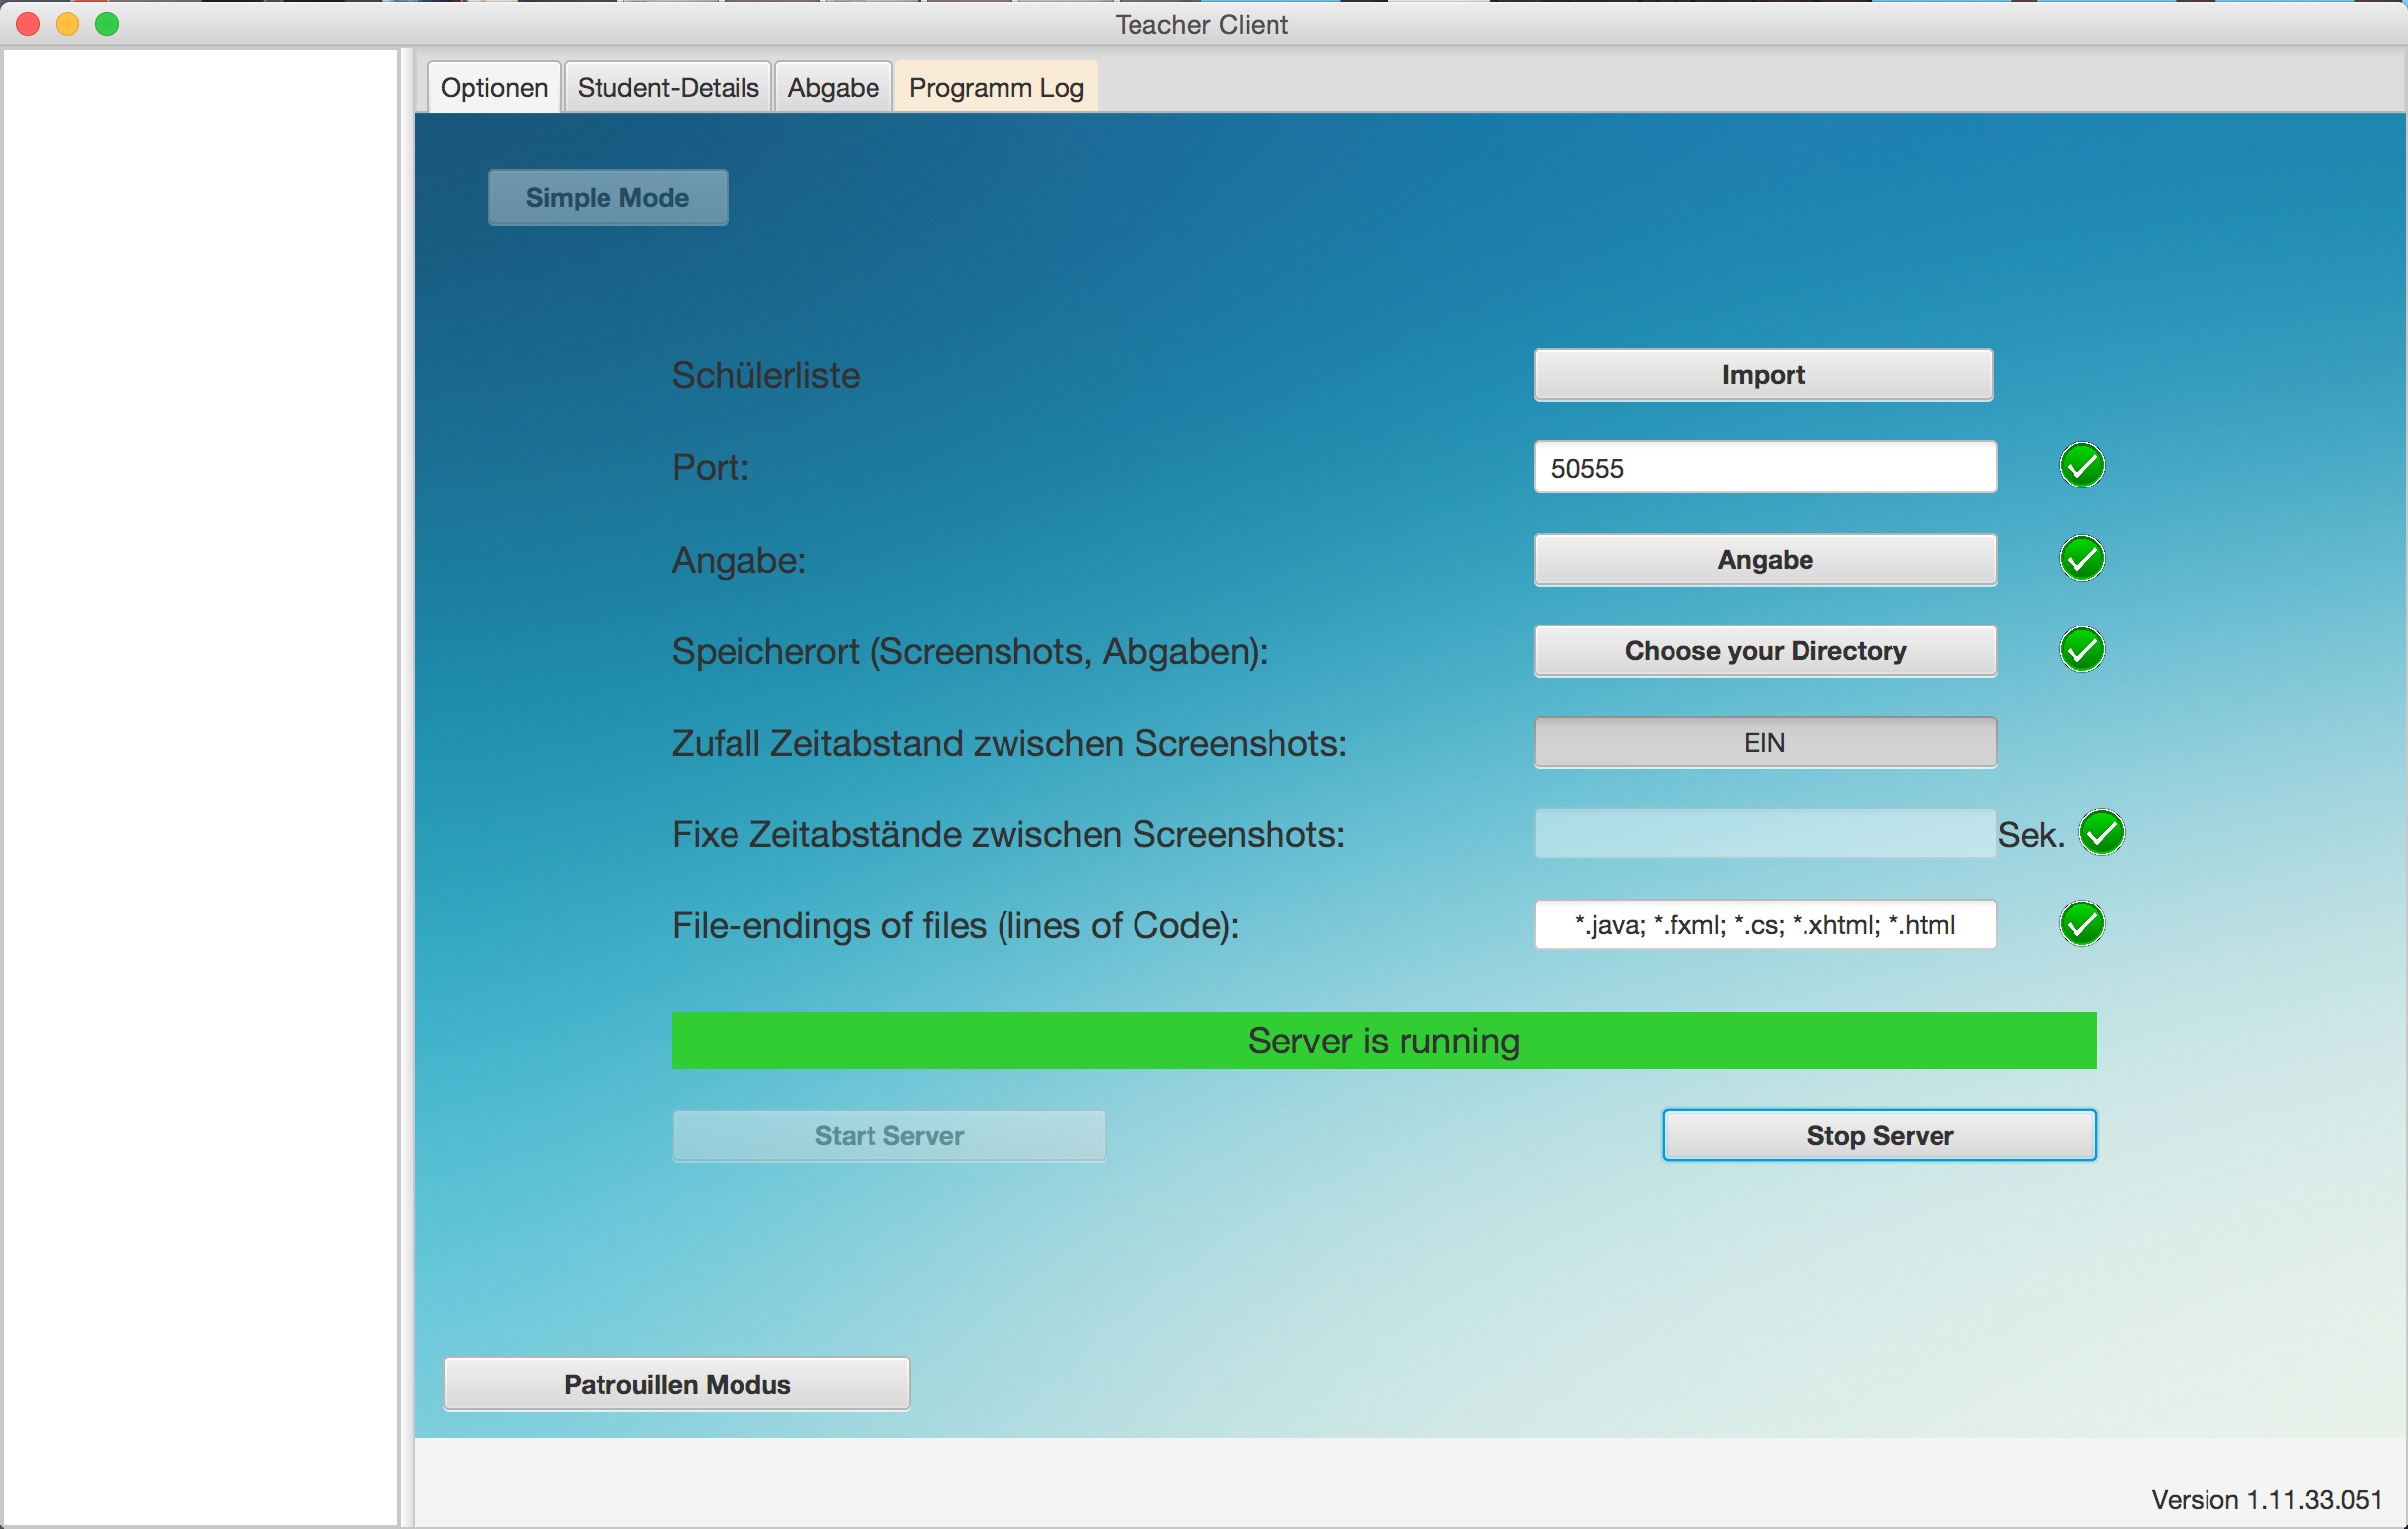 Teacher Client
Optionen Student-Details Abgabe Programm Log
Simple Mode
Schülerliste Import
Port: 50555
Angabe: Angabe
Speicherort (Screenshots, Abgaben): Choose your Directory
Zufall Zeitabstand zwischen Screenshots: EIN
Fixe Zeitabstände zwischen Screenshots: Sek.
File-endings of files (lines of Code): *.java; *.fxml; *.cs; *.xhtml; *.html
Server is running
Start Server Stop Server
Patrouillen Modus
Version 1.11.33.051